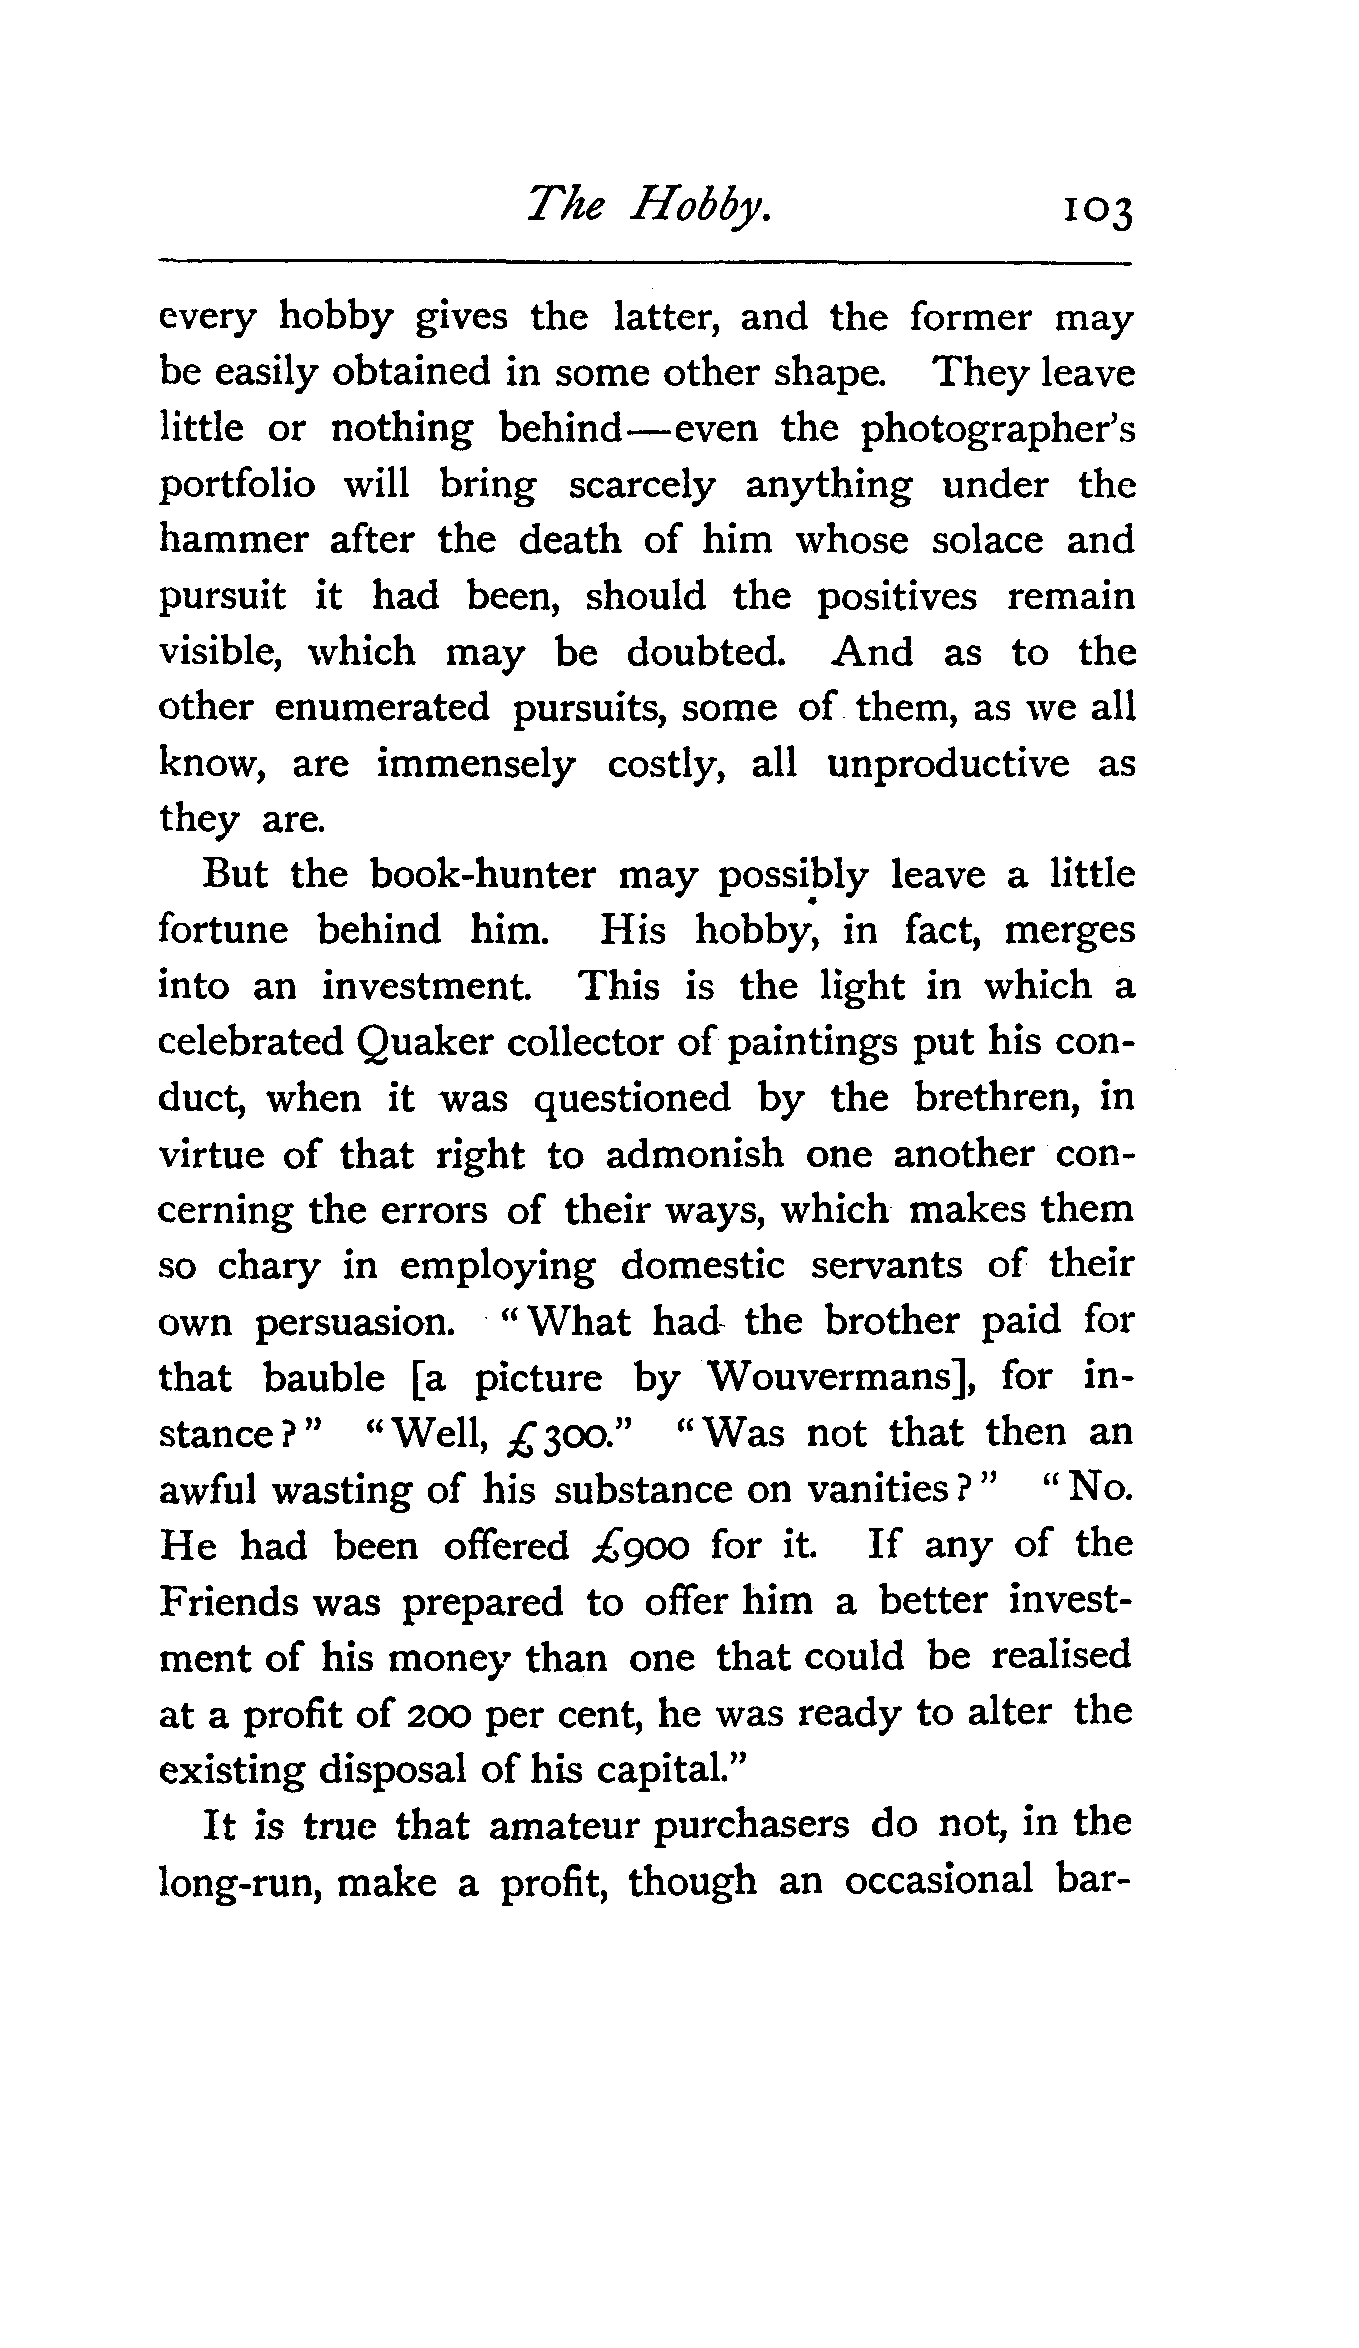 The Hobby. 103
every hobby gives the latter, and the former may
be easily obtained in some other shape. They leave
little or nothing behind—even the photographer's
portfolio will bring scarcely anything under the
hammer after the death of him whose solace and
pursuit it had been, should the positives remain
visible, which may be doubted. And as to the
other enumerated pursuits, some of them, as we all
know, are immensely costly, all unproductive as
they are.
But the book-hunter may possibly leave a little
fortune behind him. His hobby, in fact, merges
into an investment. This is the light in which a
celebrated Quaker collector of paintings put his con-
duct, when it was questioned by the brethren, in
virtue of that right to admonish one another con-
cerning the errors of their ways, which makes them
so chary in employing domestic servants of their
own persuasion. “What had the brother paid for
that bauble [a picture by Wouvermans], for in-
stance?” “Well, £300.” “Was not that then an
awful wasting of his substance on vanities?” “No.
He had been offered £900 for it. If any of the
Friends was prepared to offer him a better invest-
ment of his money than one that could be realised
at a profit of 200 per cent, he was ready to alter the
existing disposal of his capital.”
It is true that amateur purchasers do not, in the
long-run, make a profit, though an occasional bar-